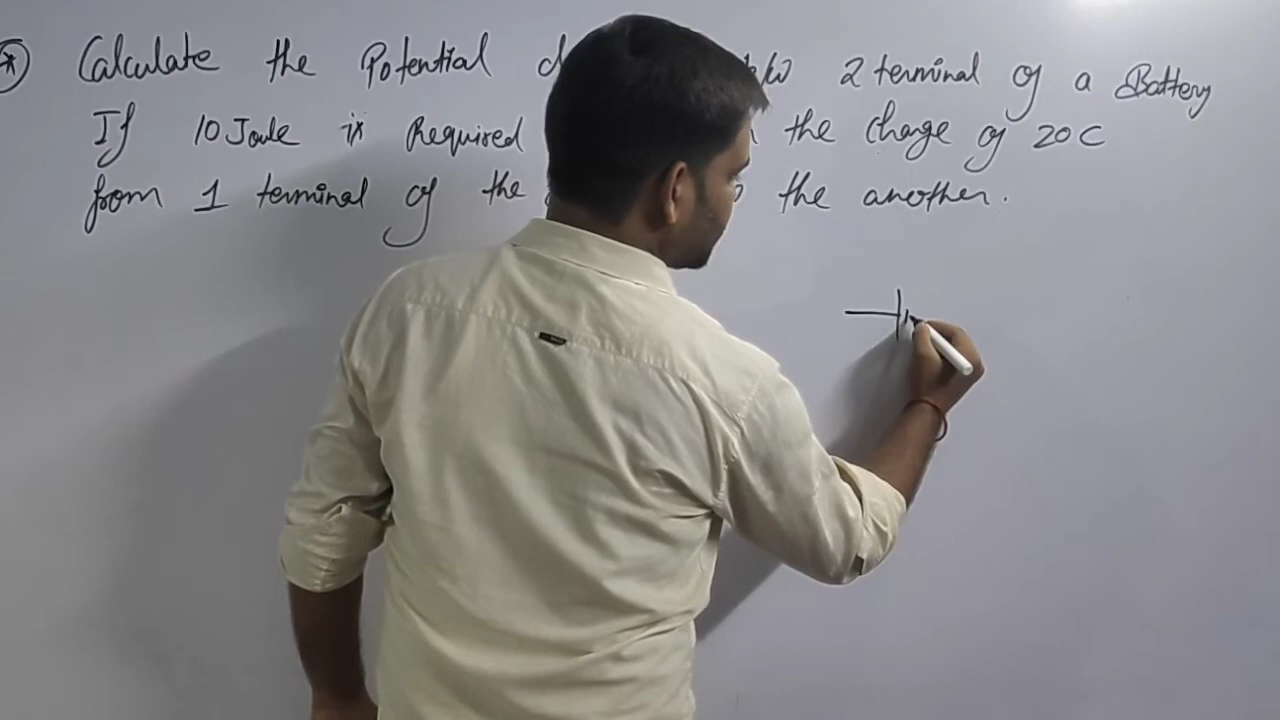 * Calculate the Potential 2 terminal of a Battery
If 10 Joule is Required the Charge of 20 C
from 1 terminal of the the another.